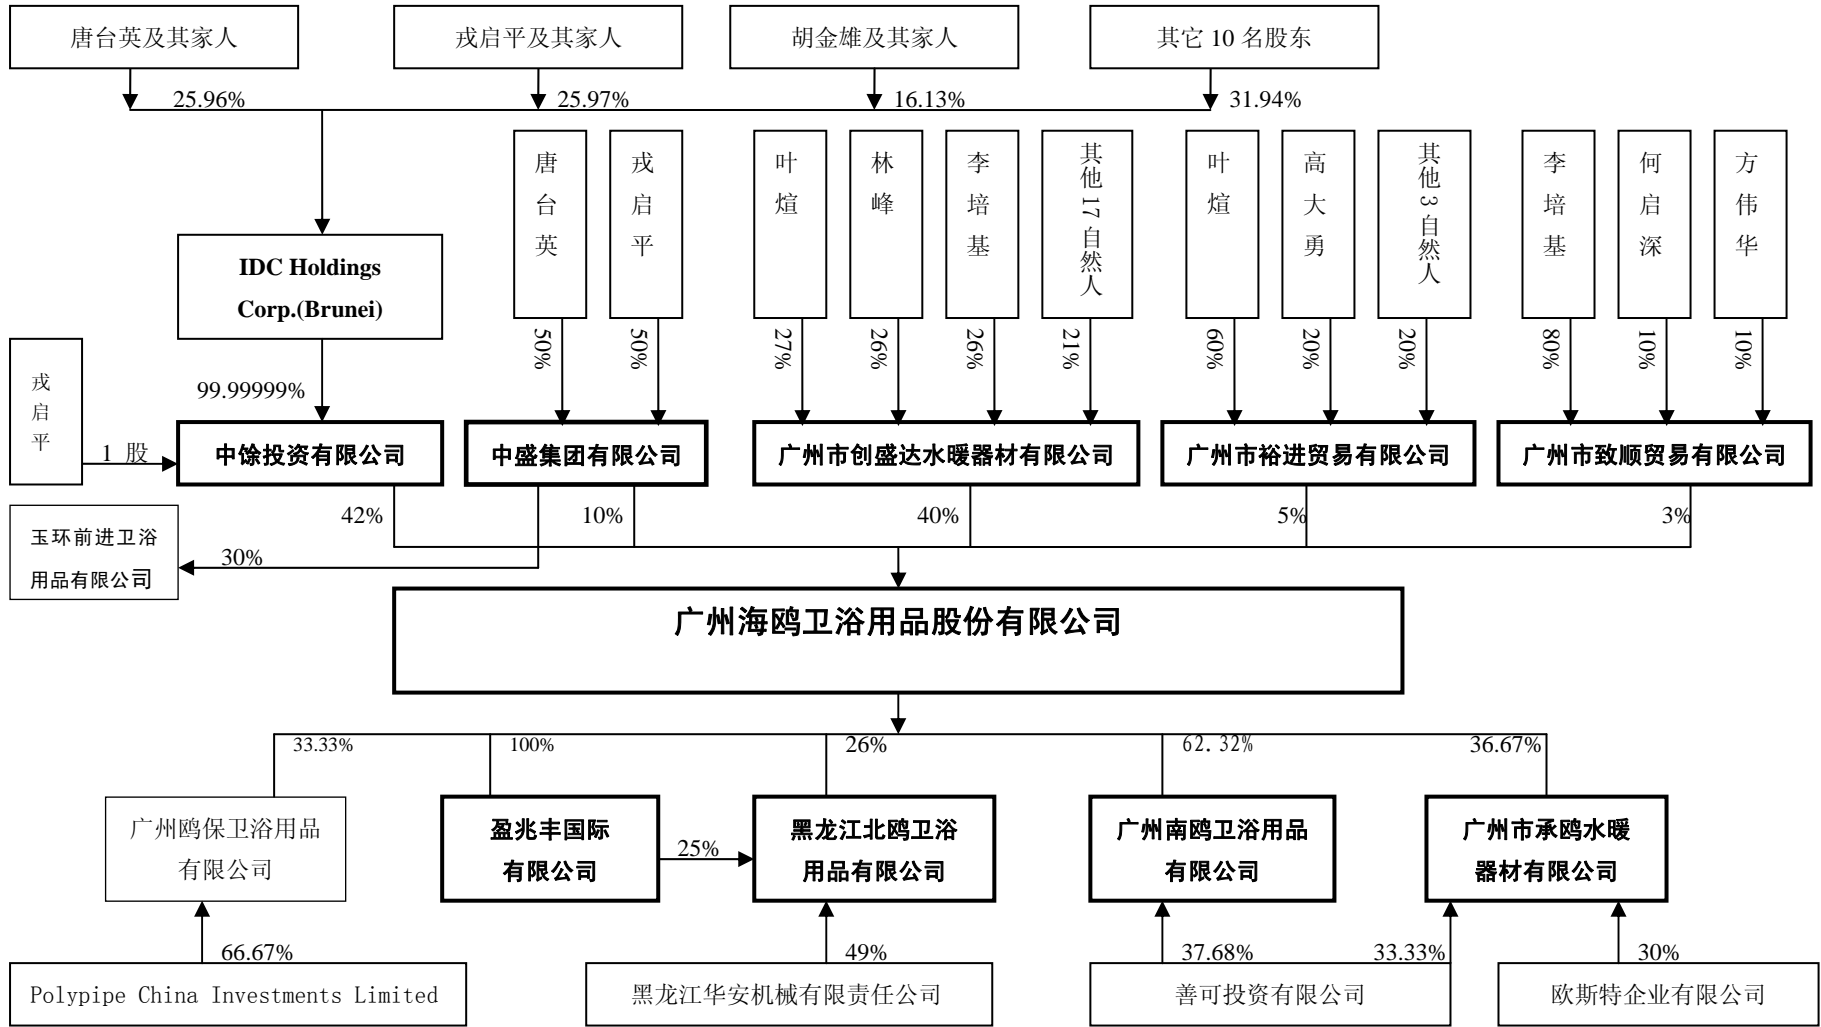 唐台英及其家人
戎启平及其家人
胡金雄及其家人
其它 10 名股东
25.96%
25.97%
16.13%
31.94%
唐台英
戎启平
叶煊
林峰
李培基
其他17自然人
叶煊
高大勇
其他3自然人
李培基
何启深
方伟华
IDC Holdings
Corp.(Brunei)
50%
50%
27%
26%
26%
21%
60%
20%
20%
80%
10%
10%
戎启平
99.99999%
1 股
中馀投资有限公司
中盛集团有限公司
广州市创盛达水暖器材有限公司
广州市裕进贸易有限公司
广州市致顺贸易有限公司
42%
10%
40%
5%
3%
玉环前进卫浴
用品有限公司
30%
广州海鸥卫浴用品股份有限公司
33.33%
100%
26%
62.32%
36.67%
广州鸥保卫浴用品
有限公司
盈兆丰国际
有限公司
25%
黑龙江北鸥卫浴
用品有限公司
广州南鸥卫浴用品
有限公司
广州市承鸥水暖
器材有限公司
66.67%
49%
37.68%
33.33%
30%
Polypipe China Investments Limited
黑龙江华安机械有限责任公司
善可投资有限公司
欧斯特企业有限公司